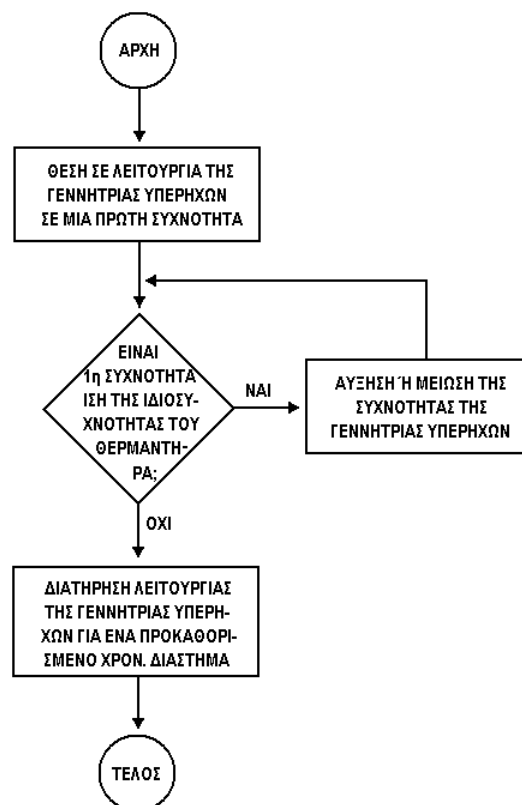 ΑΡΧΗ
ΘΕΣΗ ΣΕ ΛΕΙΤΟΥΡΓΙΑ ΤΗΣ
ΓΕΝΝΗΤΡΙΑΣ ΥΠΕΡΗΧΩΝ
ΣΕ ΜΙΑ ΠΡΩΤΗ ΣΥΧΝΟΤΗΤΑ
ΕΙΝΑΙ
1η ΣΥΧΝΟΤΗΤΑ
ΙΣΗ ΤΗΣ ΙΔΙΟΣΥ-
ΧΝΟΤΗΤΑΣ ΤΟΥ
ΘΕΡΜΑΝΤΗ-
ΡΑ;
ΝΑΙ
ΑΥΞΗΣΗ Ή ΜΕΙΩΣΗ ΤΗΣ
ΣΥΧΝΟΤΗΤΑΣ ΤΗΣ
ΓΕΝΝΗΤΡΙΑΣ ΥΠΕΡΗΧΩΝ
ΟΧΙ
ΔΙΑΤΗΡΗΣΗ ΛΕΙΤΟΥΡΓΙΑΣ
ΤΗΣ ΓΕΝΝΗΤΡΙΑΣ ΥΠΕΡΗ-
ΧΩΝ ΓΙΑ ΕΝΑ ΠΡΟΚΑΘΟΡΙ-
ΣΜΕΝΟ ΧΡΟΝ. ΔΙΑΣΤΗΜΑ
ΤΕΛΟΣ